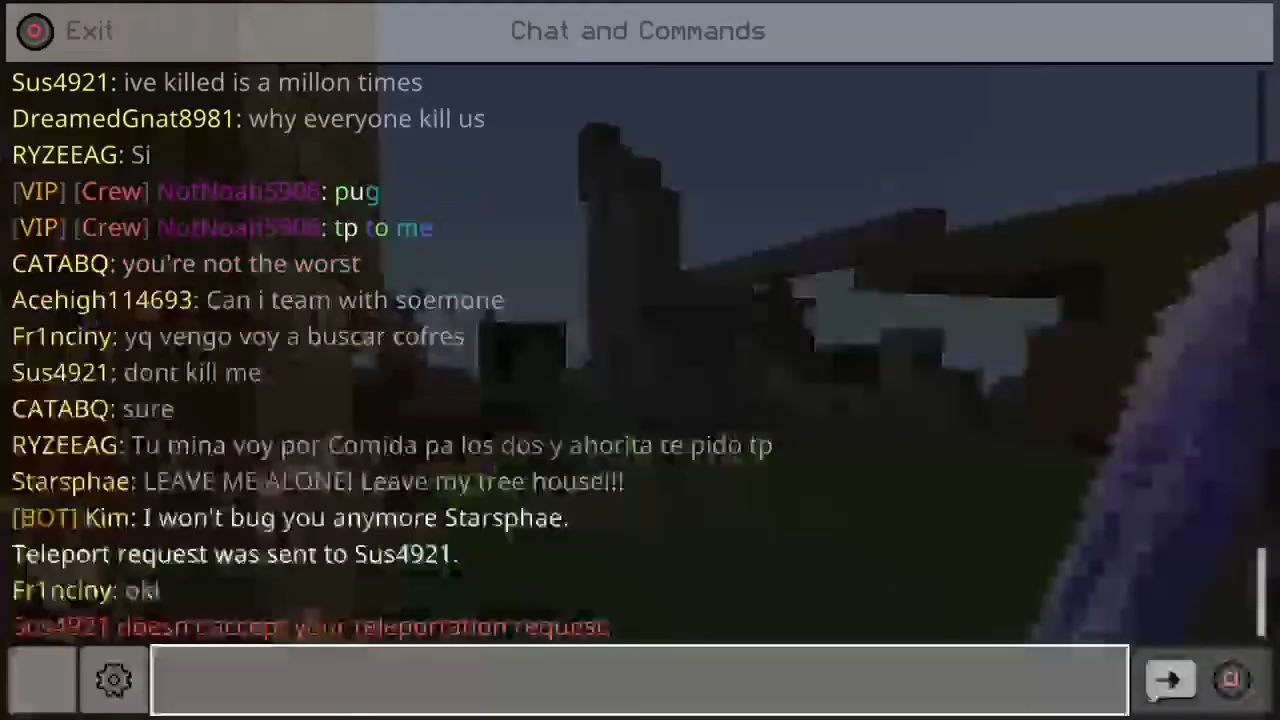 Exit
Chat and Commands
Sus4921: ive killed is a millon times
DreamedGnat8981: why everyone kill us
RYZEEAG: Si
[VIP] [Crew] NotNoah5906: pug
[VIP] [Crew] NotNoah5906: tp to me
CATABQ: you're not the worst
Acehigh114693: Can i team with soemone
Fr1nciny: yq vengo voy a buscar cofres
Sus4921: dont kill me
CATABQ: sure
RYZEEAG: Tu mina voy por Comida pa los dos y ahorita te pido tp
Starsphae: LEAVE ME ALONE! Leave my tree house!!!
[BOT] Kim: I won't bug you anymore Starsphae.
Teleport request was sent to Sus4921.
Fr1nciny: ok!
Sus4921 doesn't accept your teleportation request.